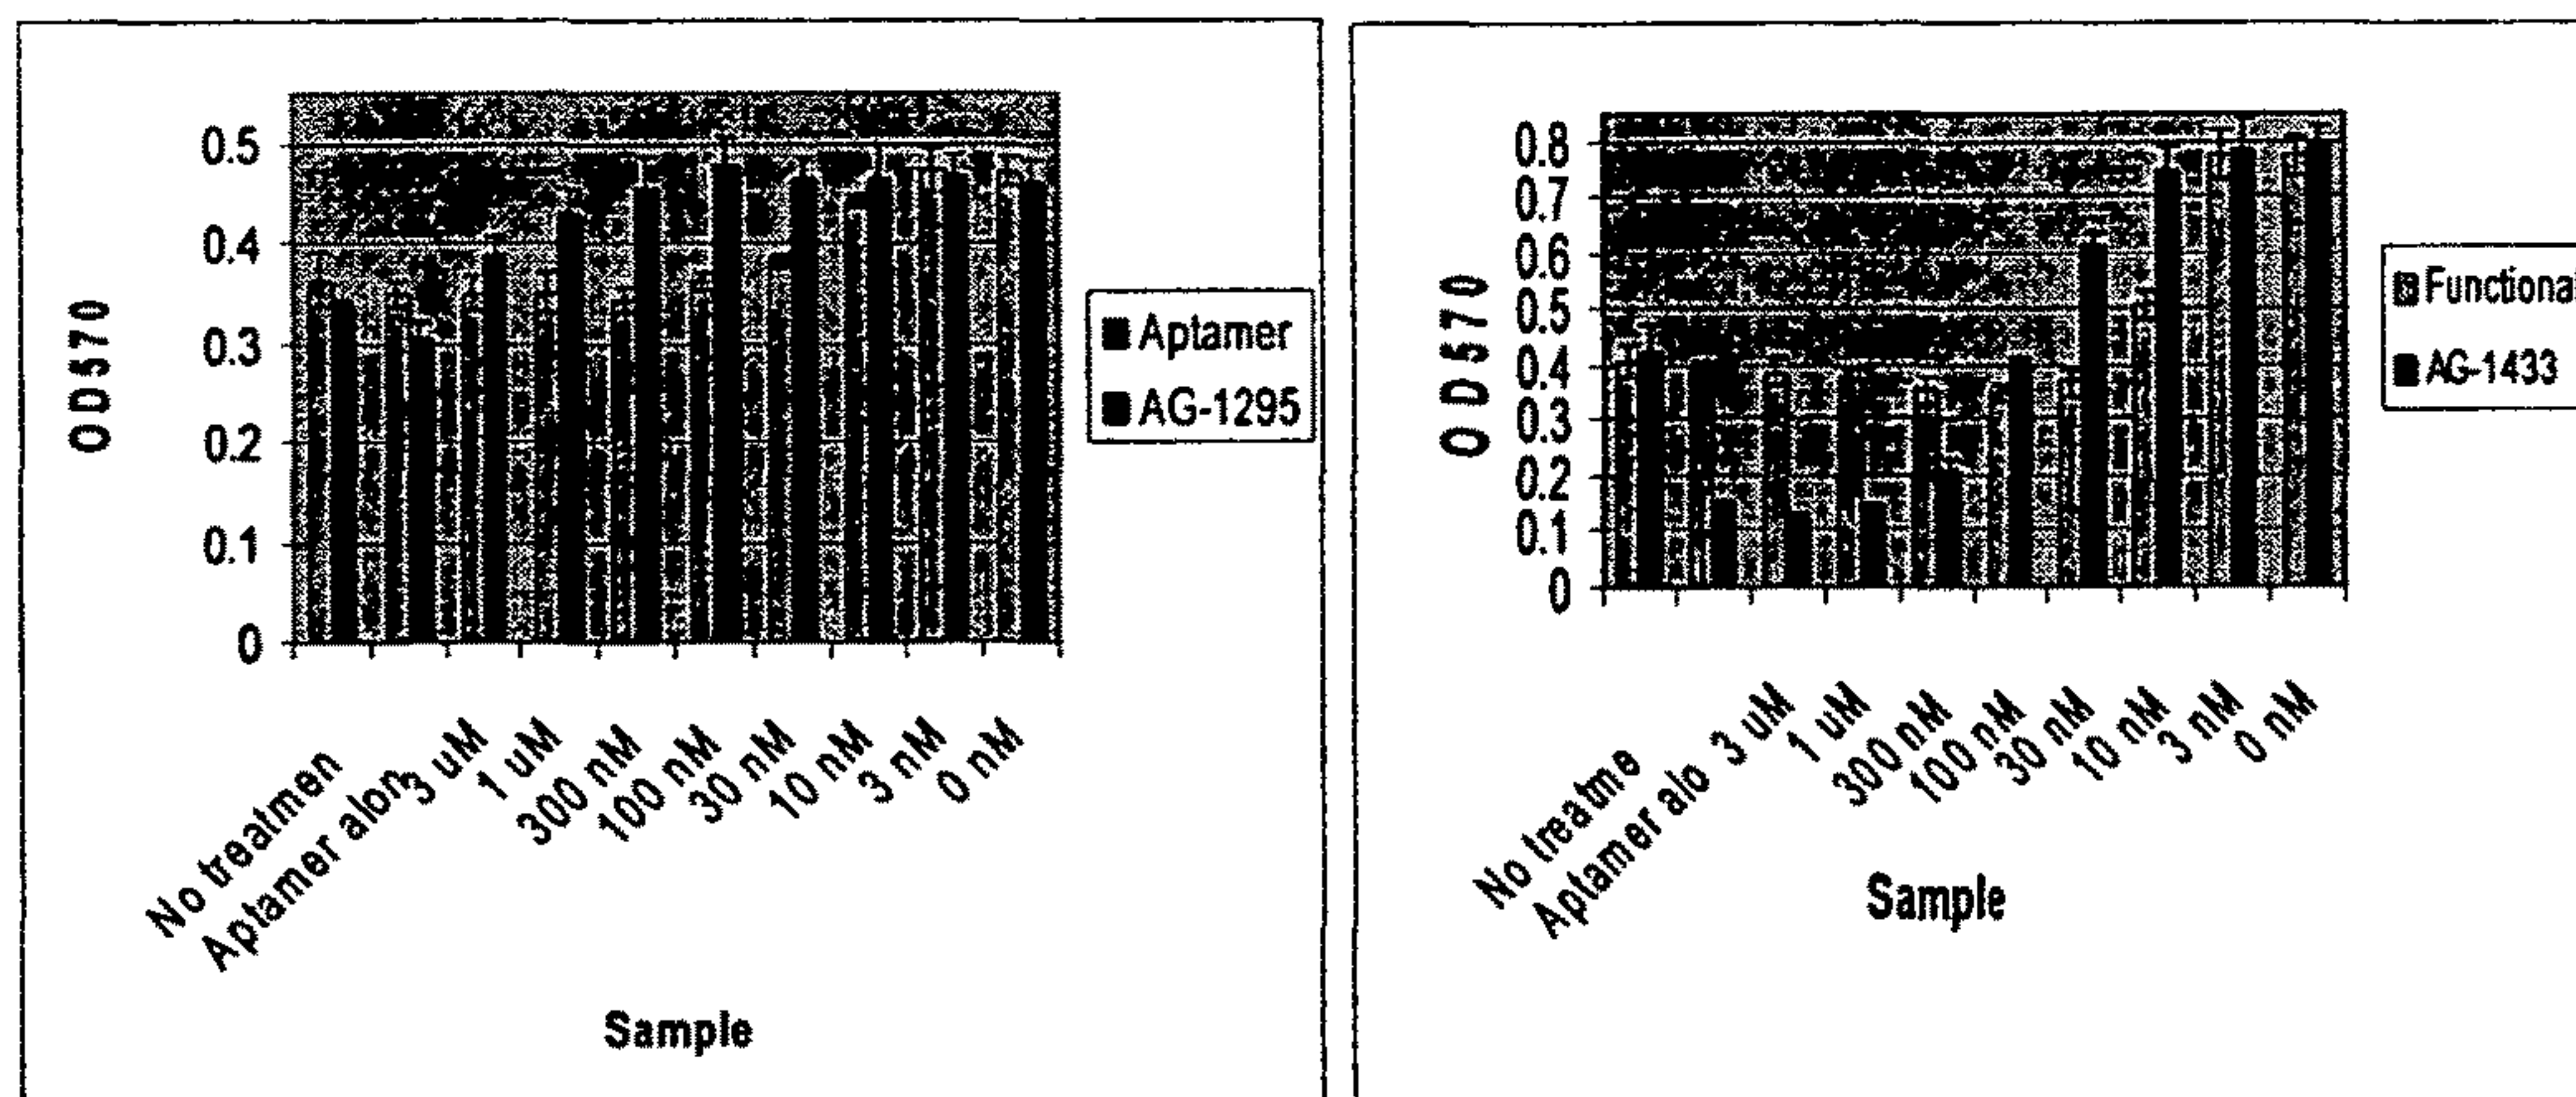 0.5
0.4
0.3
0.2
0.1
0
OD570
Aptamer
AG-1295
No treatmen
Aptamer alon
3 uM
1 uM
300 nM
100 nM
30 nM
10 nM
3 nM
0 nM
Sample
0.8
0.7
0.6
0.5
0.4
0.3
0.2
0.1
0
OD570
Functional
AG-1433
No treatme
Aptamer alo
3 uM
1 uM
300 nM
100 nM
30 nM
10 nM
3 nM
0 nM
Sample